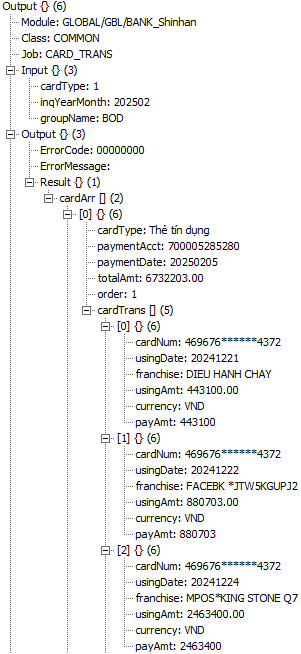 Output {} (6)
Module: GLOBAL/GBL/BANK_Shinhan
Class: COMMON
Job: CARD_TRANS
Input {} (3)
cardType: 1
inqYearMonth: 202502
groupName: BOD
Output {} (3)
ErrorCode: 00000000
ErrorMessage:
Result {} (1)
cardArr [] (2)
[0] {} (6)
cardType: Thẻ tín dụng
paymentAcct: 700005285280
paymentDate: 20250205
totalAmt: 6732203.00
order: 1
cardTrans [] (5)
[0] {} (6)
cardNum: 469676******4372
usingDate: 20241221
franchise: DIEU HANH CHAY
usingAmt: 443100.00
currency: VND
payAmt: 443100
[1] {} (6)
cardNum: 469676******4372
usingDate: 20241222
franchise: FACEBK *JTW5KGUPJ2
usingAmt: 880703.00
currency: VND
payAmt: 880703
[2] {} (6)
cardNum: 469676******4372
usingDate: 20241224
franchise: MPOS*KING STONE Q7
usingAmt: 2463400.00
currency: VND
payAmt: 2463400